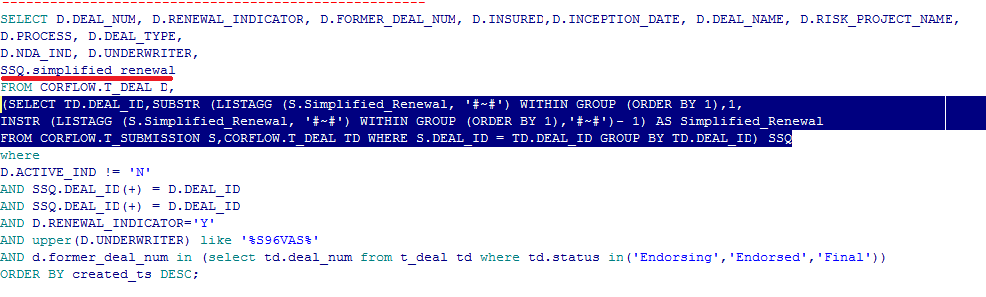 SELECT D.DEAL_NUM, D.RENEWAL_INDICATOR, D.FORMER_DEAL_NUM, D.INSURED,D.INCEPTION_DATE, D.DEAL_NAME, D.RISK_PROJECT_NAME,
D.PROCESS, D.DEAL_TYPE,
D.NDA_IND, D.UNDERWRITER,
SSQ.simplified_renewal
FROM CORFLOW.T_DEAL D,
(SELECT TD.DEAL_ID,SUBSTR (LISTAGG (S.Simplified_Renewal, '#~#') WITHIN GROUP (ORDER BY 1),1,
INSTR (LISTAGG (S.Simplified_Renewal, '#~#') WITHIN GROUP (ORDER BY 1),'#~#')- 1) AS Simplified_Renewal
FROM CORFLOW.T_SUBMISSION S,CORFLOW.T_DEAL TD WHERE S.DEAL_ID = TD.DEAL_ID GROUP BY TD.DEAL_ID) SSQ
where
D.ACTIVE_IND != 'N'
AND SSQ.DEAL_ID(+) = D.DEAL_ID
AND SSQ.DEAL_ID(+) = D.DEAL_ID
AND D.RENEWAL_INDICATOR='Y'
AND upper(D.UNDERWRITER) like '%S96VAS%'
AND d.former_deal_num in (select td.deal_num from t_deal td where td.status in('Endorsing','Endorsed','Final'))
ORDER BY created_ts DESC;